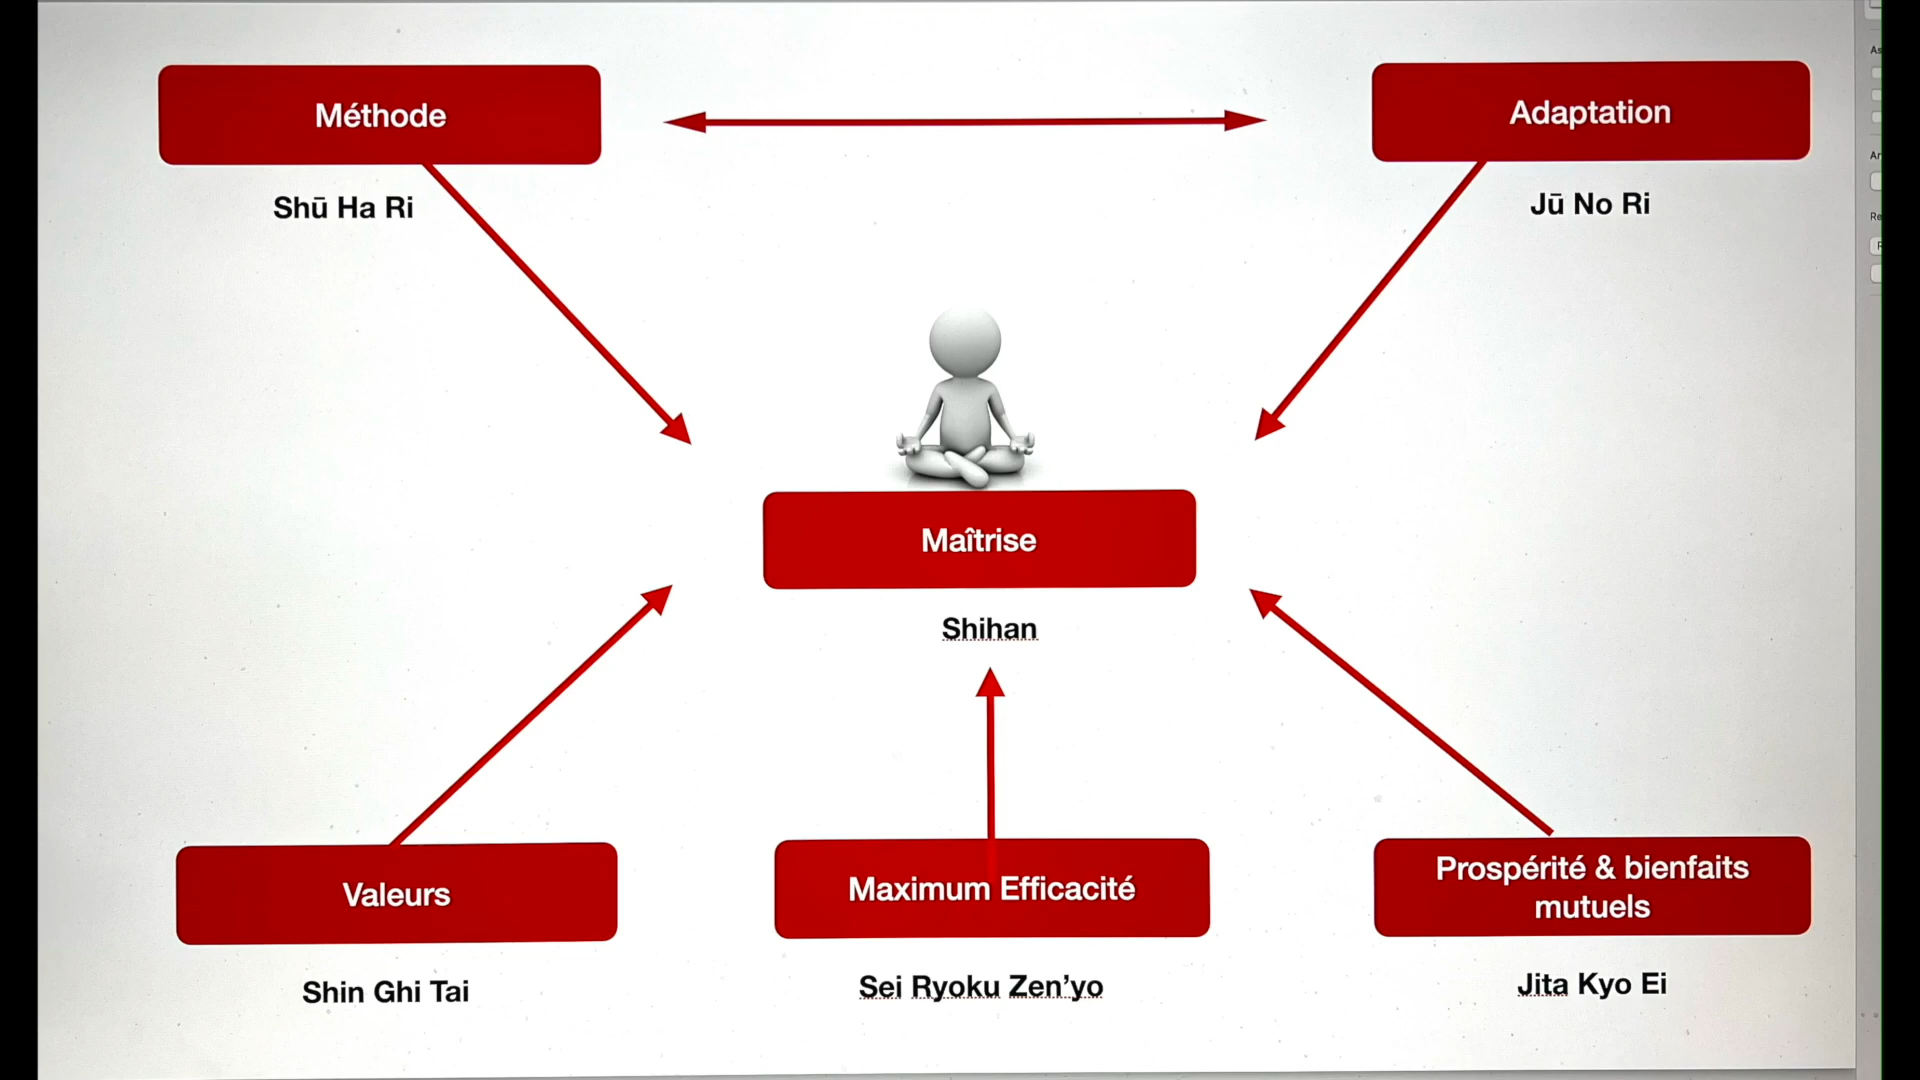 Méthode
Adaptation
Shū Ha Ri
Jū No Ri
Maîtrise
Shihan
Valeurs
Maximum Efficacité
Prospérité & bienfaits
mutuels
Shin Ghi Tai
Sei Ryoku Zen’yo
Jita Kyo Ei